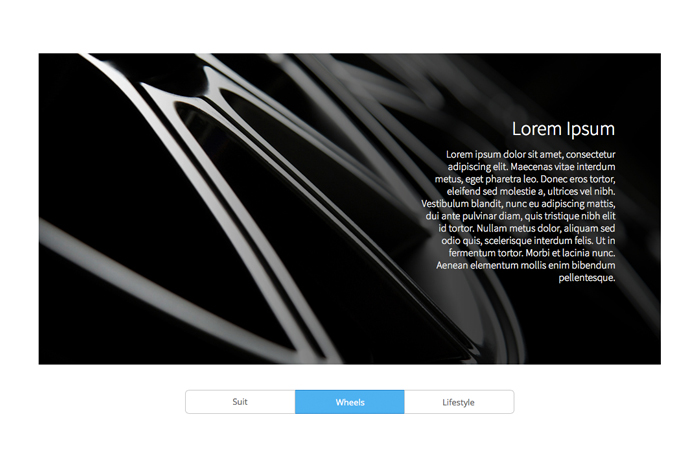 Lorem Ipsum
Lorem ipsum dolor sit amet, consectetur
adipiscing elit. Maecenas vitae interdum
metus, eget pharetra leo. Donec eros tortor,
eleifend sed molestie a, ultrices vel nibh.
Vestibulum blandit, nunc eu adipiscing mattis,
dui ante pulvinar diam, quis tristique nibh elit
id tortor. Nullam metus dolor, aliquam sed
odio quis, scelerisque interdum felis. Ut in
fermentum tortor. Morbi et lacinia nunc.
Aenean elementum mollis enim bibendum
pellentesque.
Suit
Wheels
Lifestyle